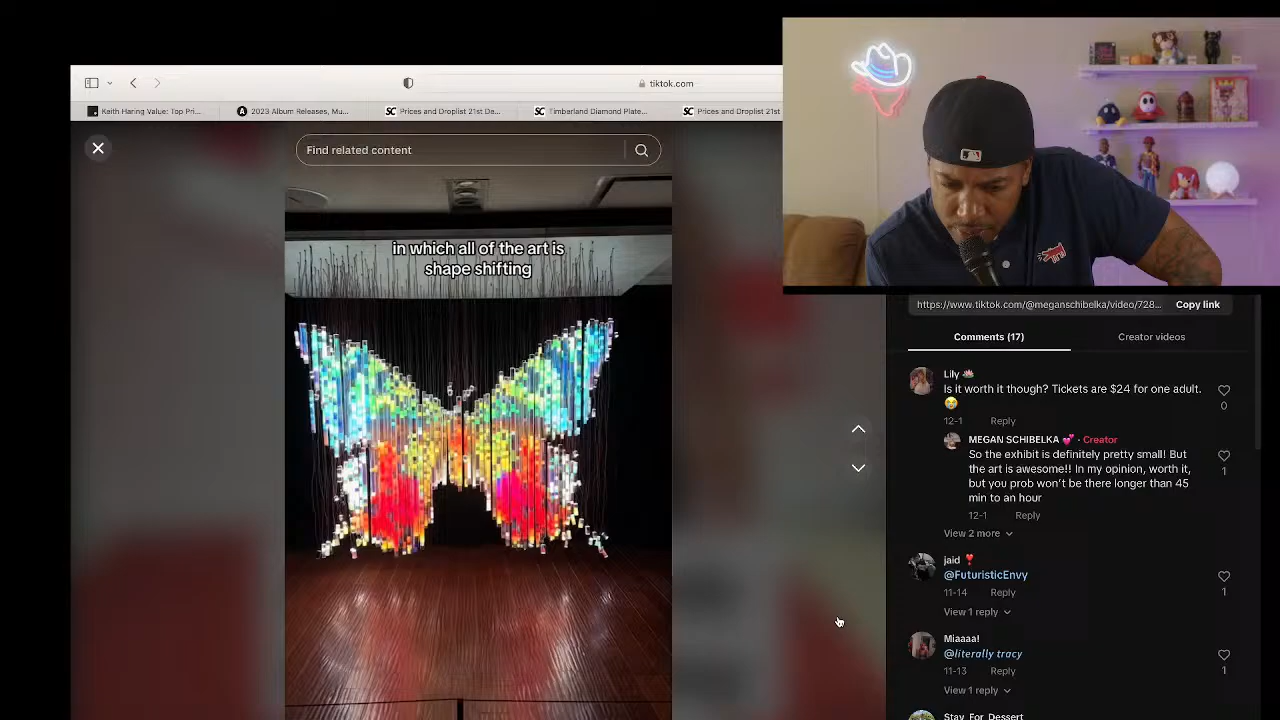 tiktok.com
Keith Haring Value: Top Pri...
2023 Album Releases, Mu...
Prices and Droplist 21st De...
Timberland Diamond Plate...
Prices and Droplist 21st
Find related content
in which all of the art is
shape shifting
https://www.tiktok.com/@meganschibelka/video/728...
Copy link
Comments (17)
Creator videos
Lily 🪷
Is it worth it though? Tickets are $24 for one adult.
😭
0
12-1 Reply
MEGAN SCHIBELKA 💕 · Creator
So the exhibit is definitely pretty small! But
the art is awesome!! In my opinion, worth it,
but you prob won't be there longer than 45
min to an hour
1
12-1 Reply
View 2 more
jaid ❣️
@FuturisticEnvy
1
11-14 Reply
View 1 reply
Miaaaa!
@literally tracy
1
11-13 Reply
View 1 reply
Stay For Dessert